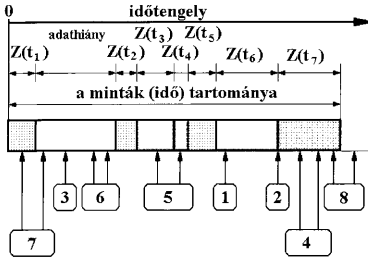 0 időtengely
Z(t3) Z(t5)
Z(t1) adathiány Z(t2) Z(t4) Z(t6) Z(t7)
a minták (idő) tartománya
3 6 5 1 2 8
7 4